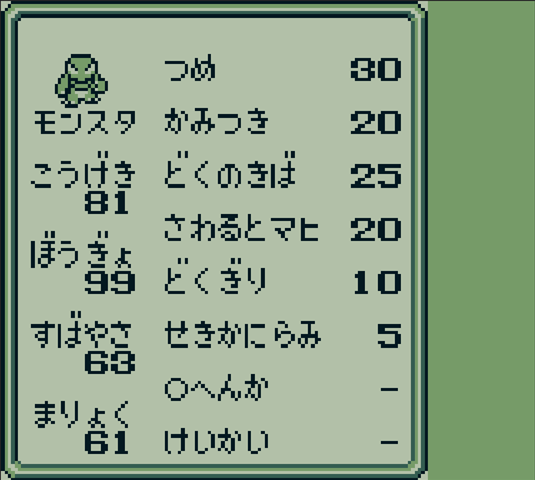 つめ 30
モンスタ かみつき 20
こうげき どくのきば 25
81
さわるとマヒ 20
ぼうぎょ
99 どくぎり 10
すばやさ せきかにらみ 5
63
○へんか -
まりょく
61 けいかい -